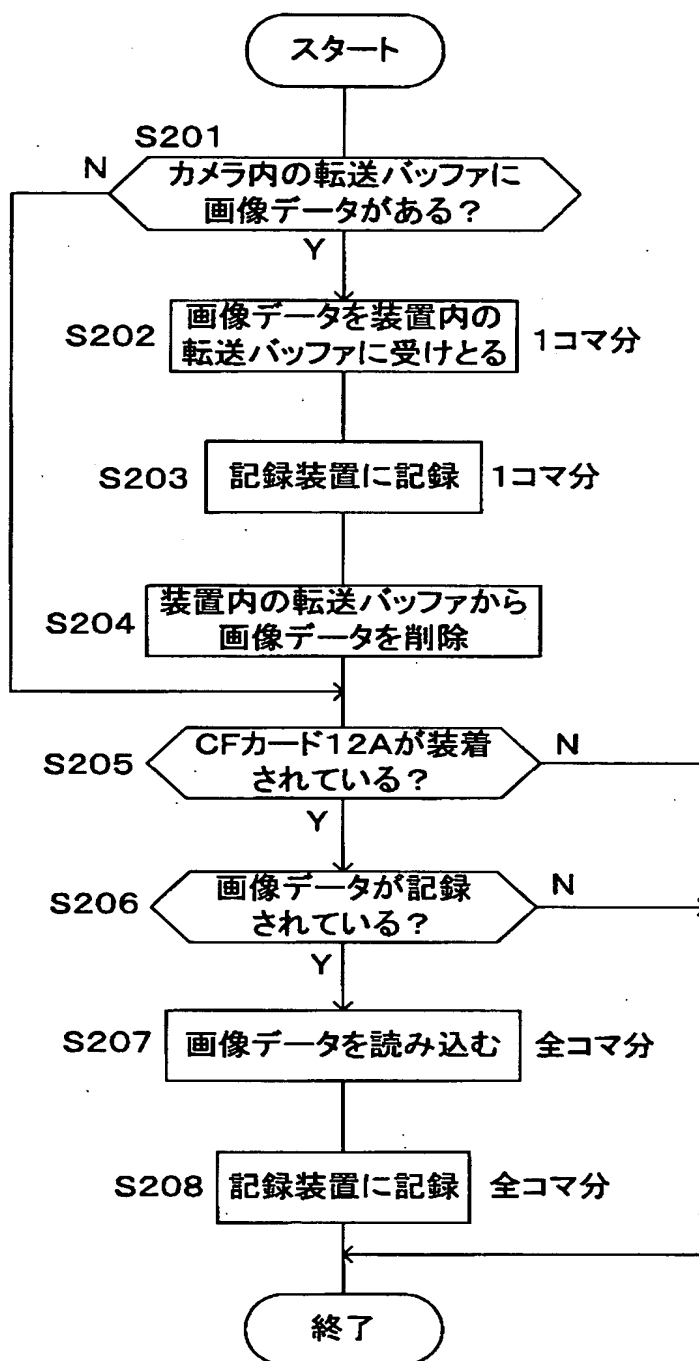 スタート
S201
N
カメラ内の転送バッファに
画像データがある?
Y
S202
画像データを装置内の
転送バッファに受けとる
1コマ分
S203
記録装置に記録
1コマ分
S204
装置内の転送バッファから
画像データを削除
S205
CFカード12Aが装着
されている?
N
Y
S206
画像データが記録
されている?
N
Y
S207
画像データを読み込む
全コマ分
S208
記録装置に記録
全コマ分
終了